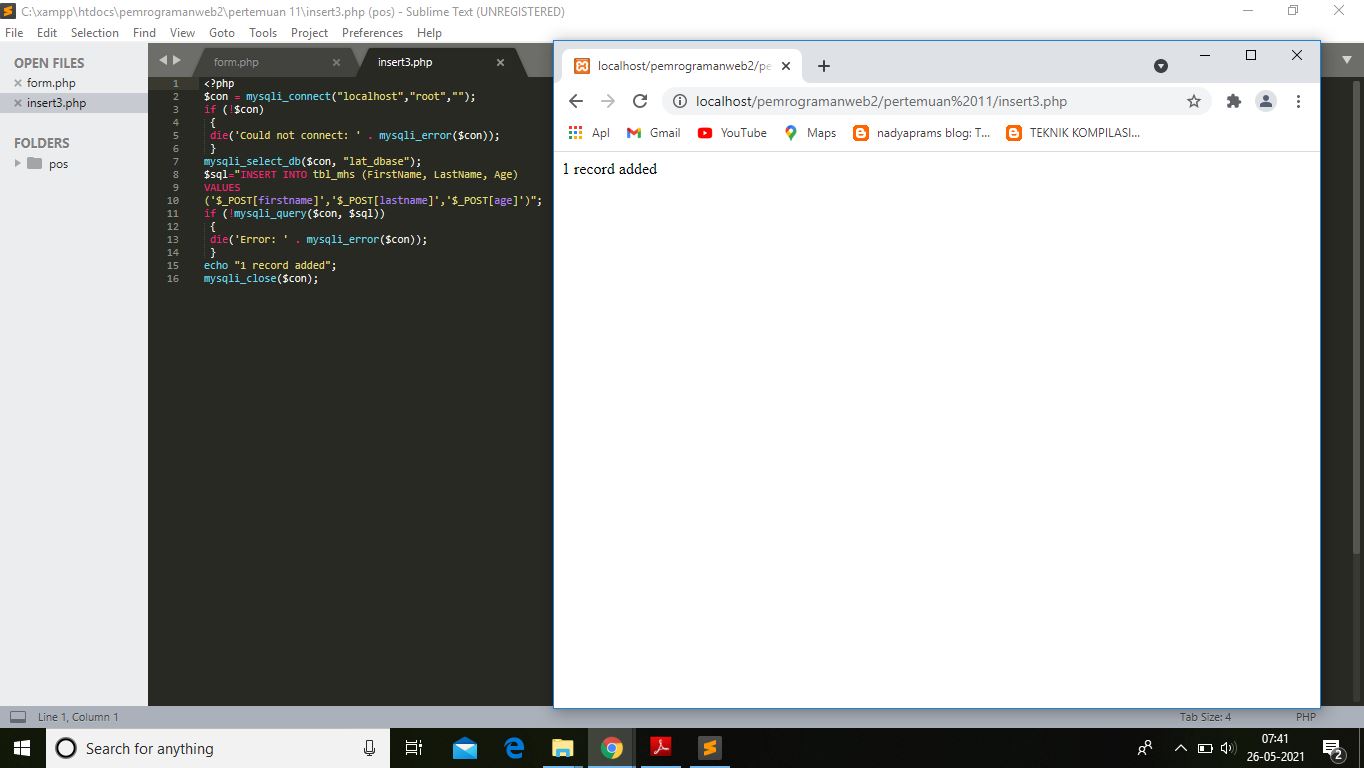 C:\xampp\htdocs\pemrogramanweb2\pertemuan 11\insert3.php (pos) - Sublime Text (UNREGISTERED)
File Edit Selection Find View Goto Tools Project Preferences Help
OPEN FILES
form.php
insert3.php
FOLDERS
pos
form.php
insert3.php
1 <?php
2 $con = mysqli_connect("localhost","root","");
3 if (!$con)
4 {
5 die('Could not connect: ' . mysqli_error($con));
6 }
7 mysqli_select_db($con, "lat_dbase");
8 $sql="INSERT INTO tbl_mhs (FirstName, LastName, Age)
9 VALUES
10 ('$_POST[firstname]','$_POST[lastname]','$_POST[age]')";
11 if (!mysqli_query($con, $sql))
12 {
13 die('Error: ' . mysqli_error($con));
14 }
15 echo "1 record added";
16 mysqli_close($con);
localhost/pemrogramanweb2/pe
localhost/pemrogramanweb2/pertemuan%2011/insert3.php
Apl Gmail YouTube Maps nadyaprams blog: T... TEKNIK KOMPILASI...
1 record added
Line 1, Column 1
Tab Size: 4
PHP
Search for anything
07:41
26-05-2021
2